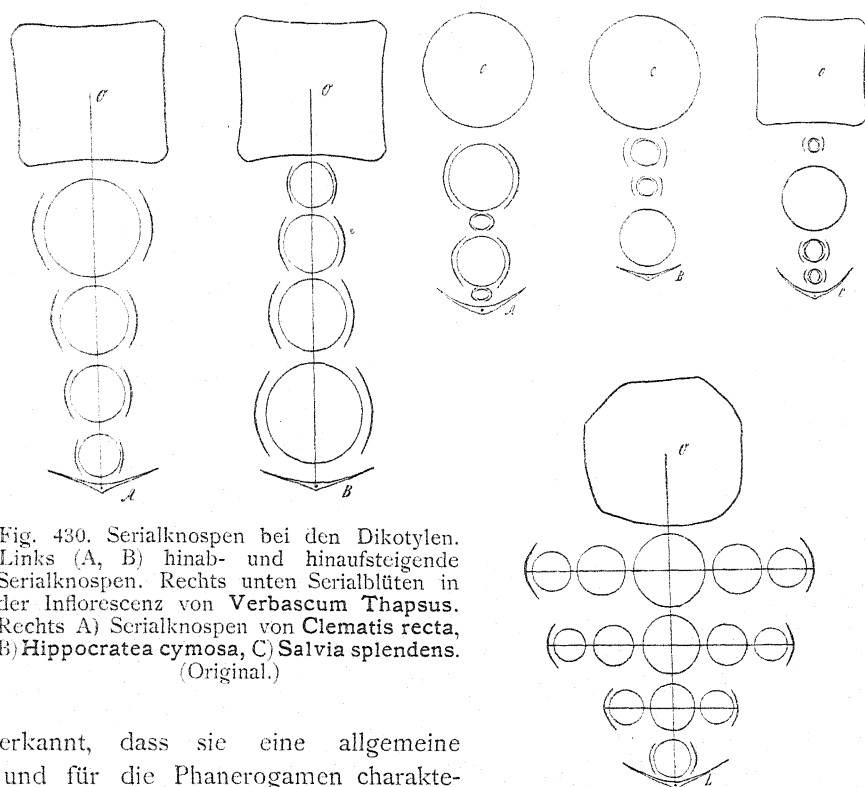 o
o
c
c
o
A
B
C
A
B
o
L
Fig. 430. Serialknospen bei den Dikotylen.
Links (A, B) hinab- und hinaufsteigende
Serialknospen. Rechts unten Serialblüten in
der Inflorescenz von Verbascum Thapsus.
Rechts A) Serialknospen von Clematis recta,
B) Hippocratea cymosa, C) Salvia splendens.
(Original.)
erkannt, dass sie eine allgemeine
und für die Phanerogamen charakte-